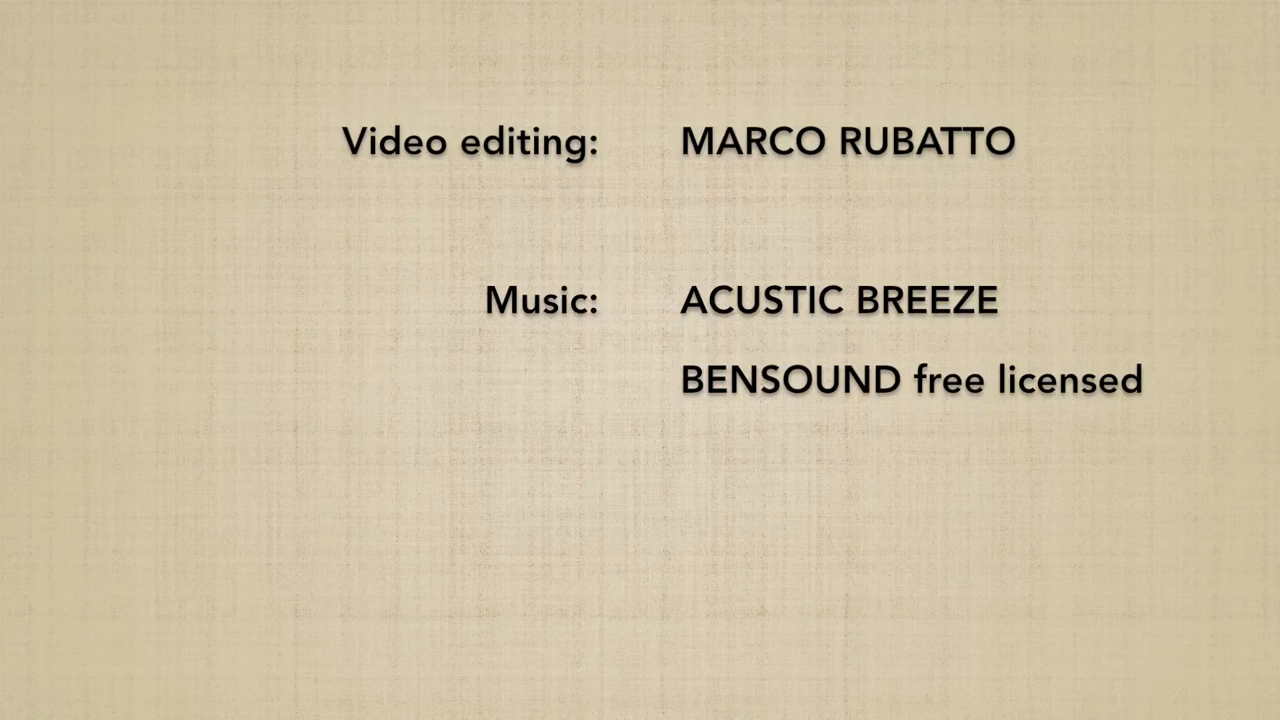 Video editing: MARCO RUBATTO
Music: ACUSTIC BREEZE
BENSOUND free licensed